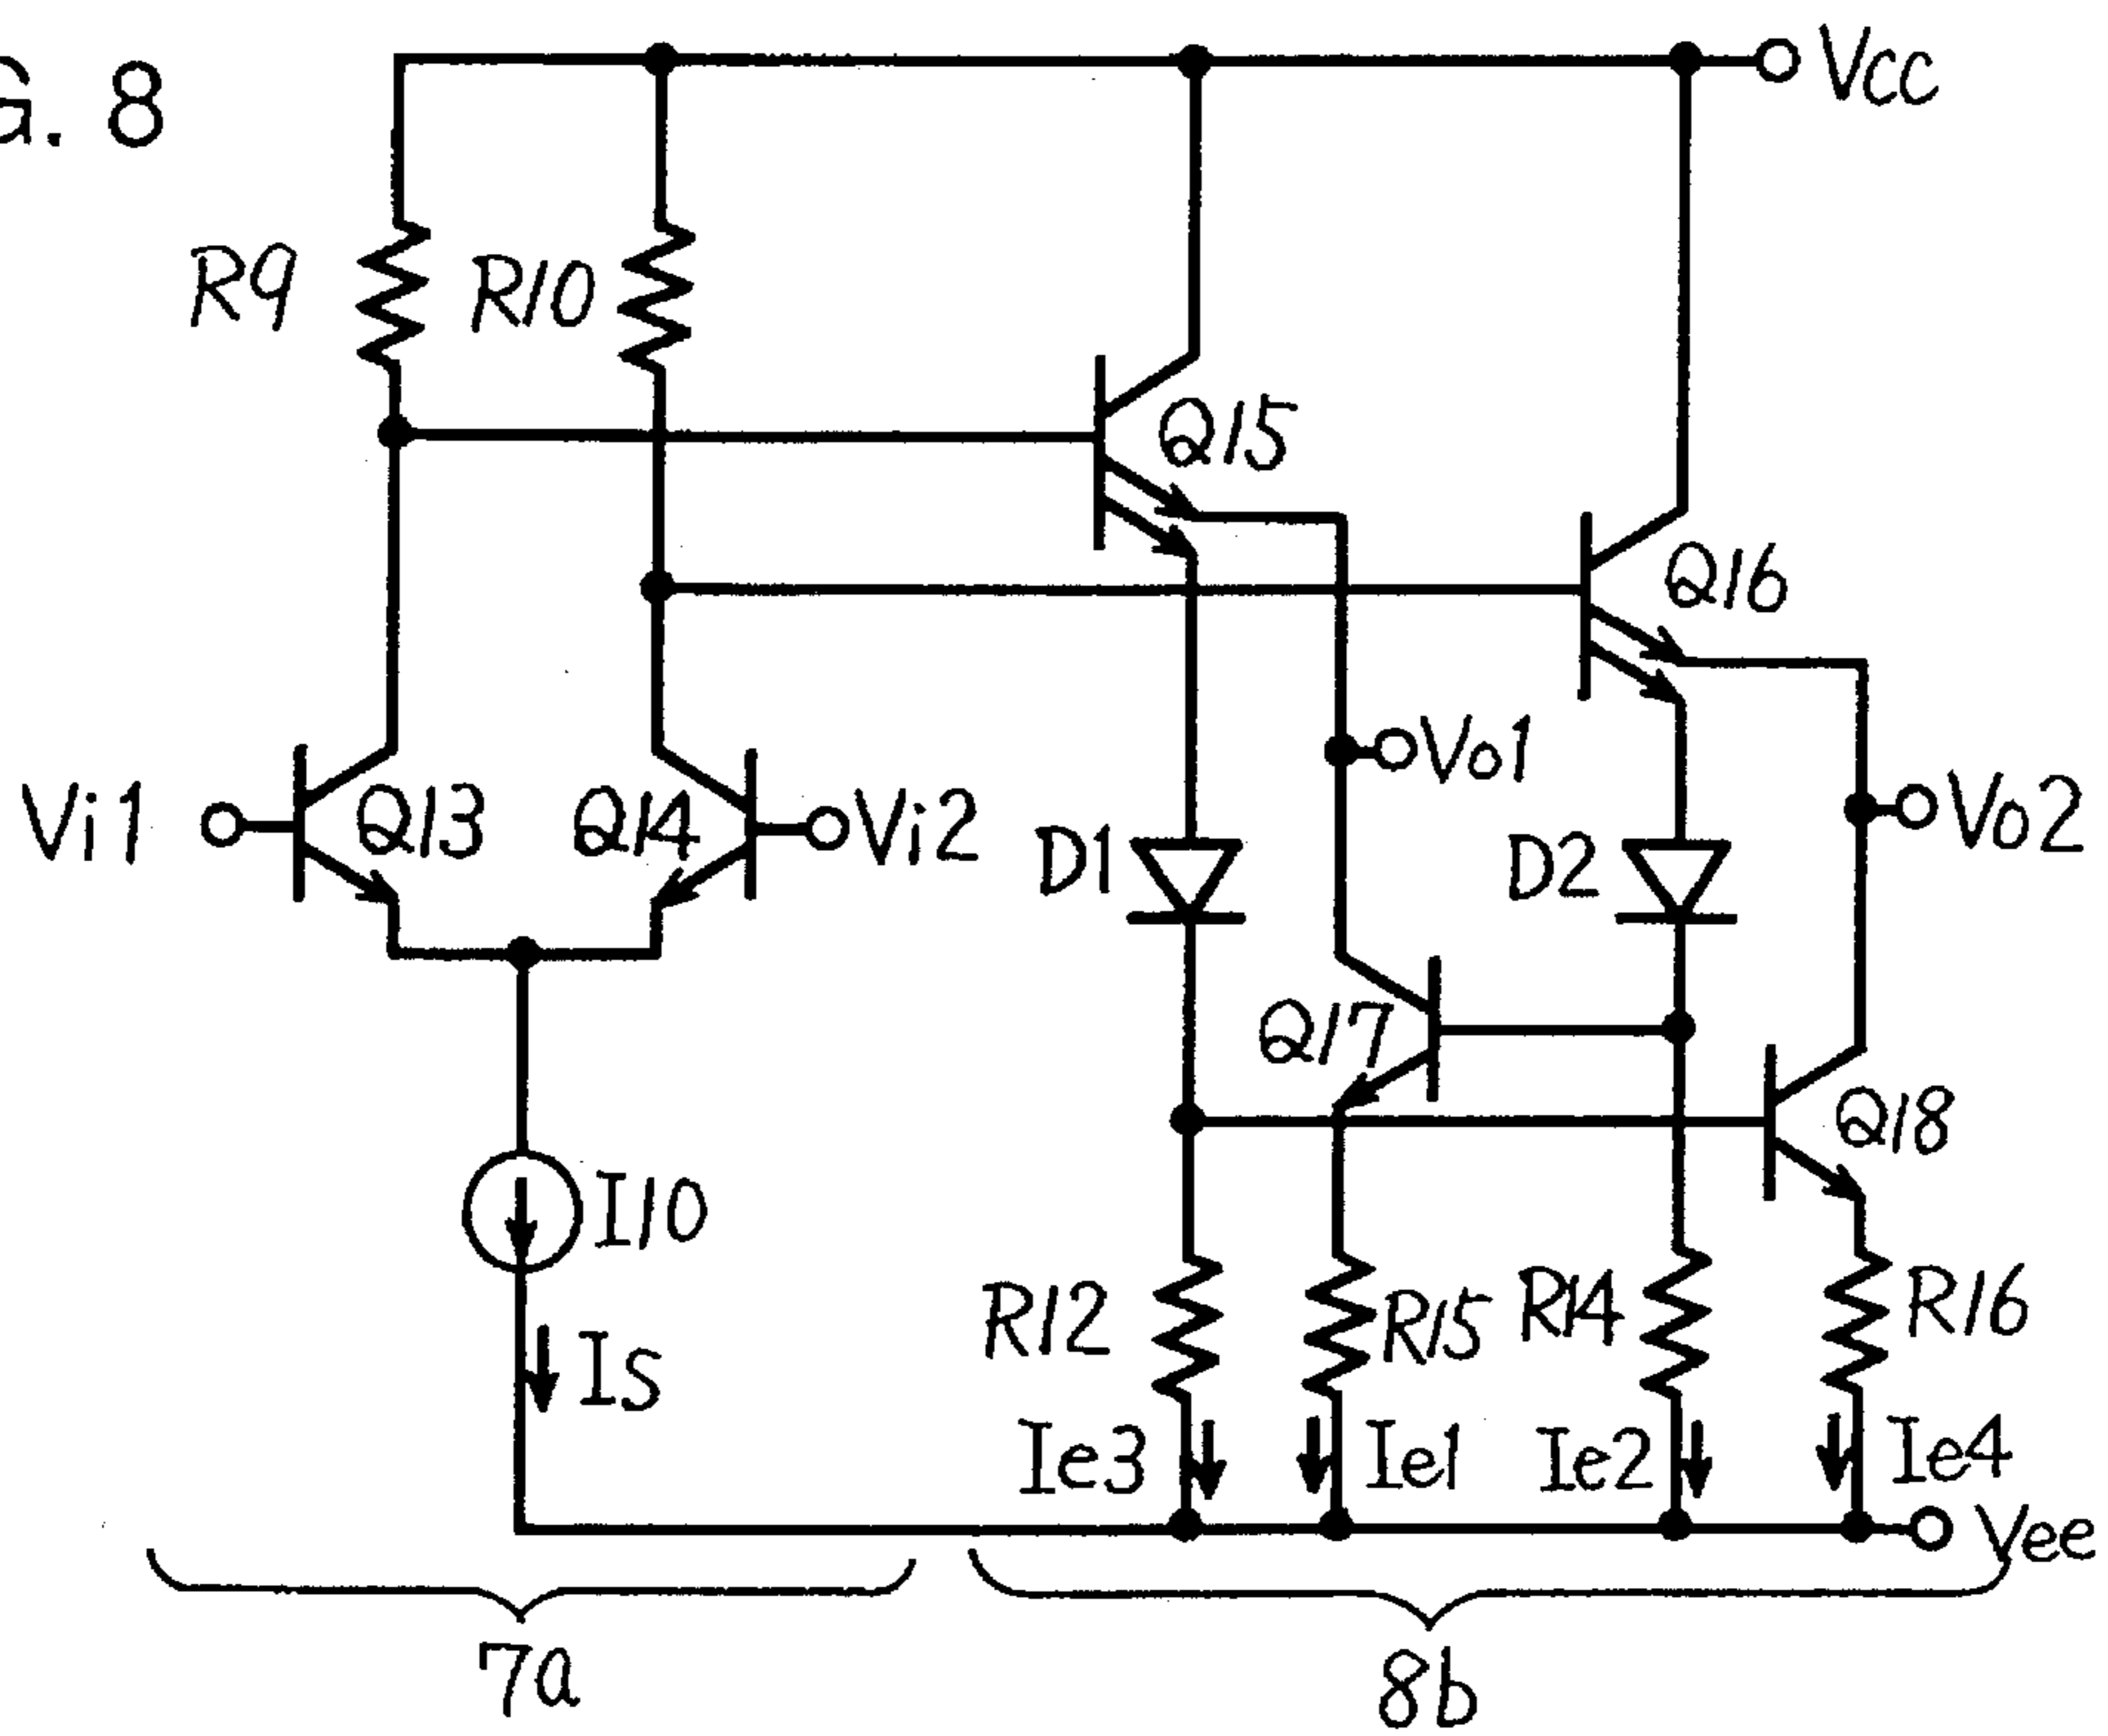 G. 8
Vcc
R9
R10
Q15
Q16
Vo1
Vi1
Q13
Q14
Vi2
D1
D2
Vo2
Q17
Q18
I10
R12
R15
R14
R16
Is
Ie3
Ie1
Ie2
Ie4
Vee
7a
8b